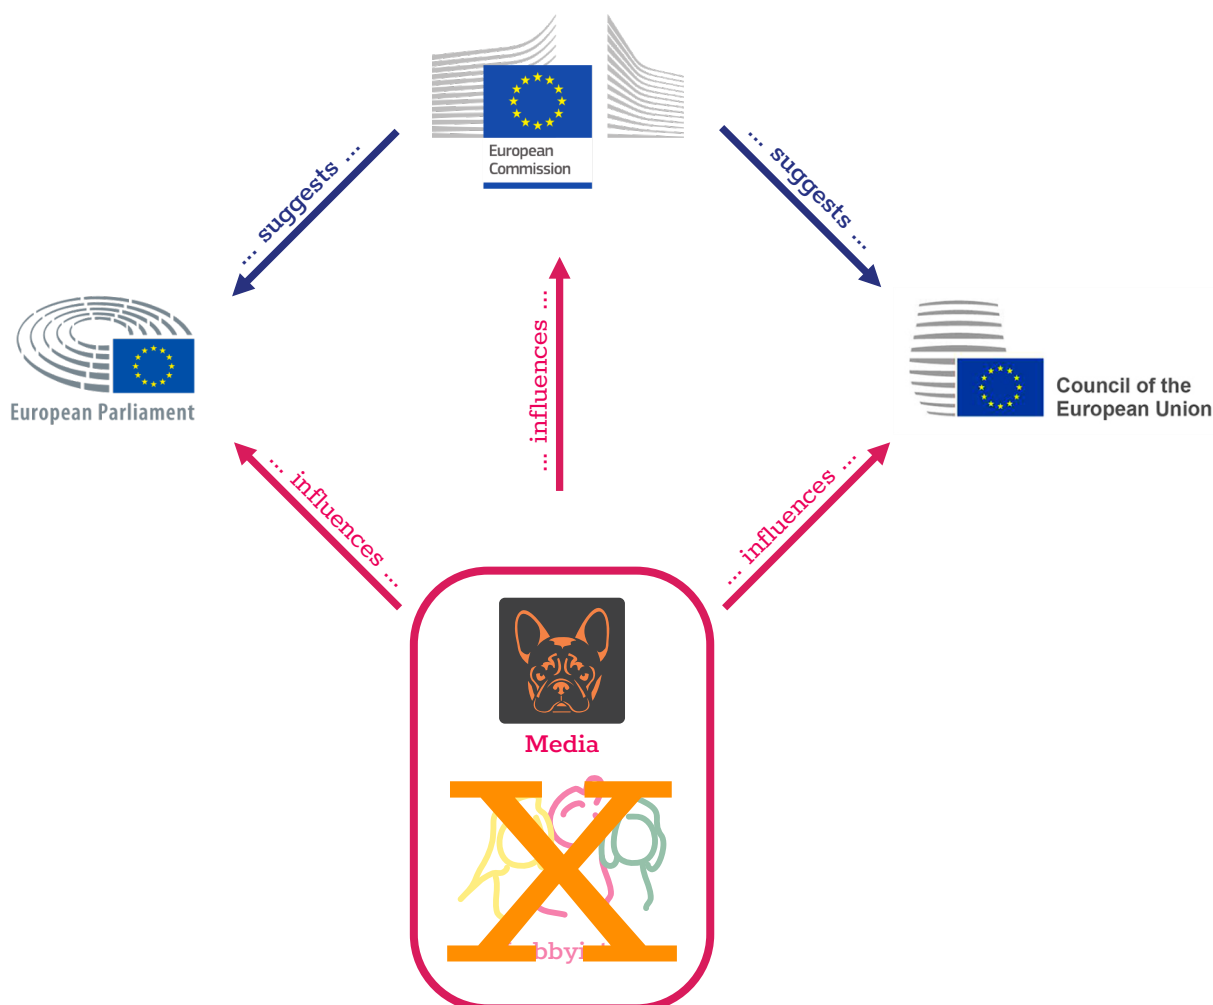 European
Commission
... suggests ...
... suggests ...
European Parliament
Council of the
European Union
... influences ...
... influences ...
... influences ...
Media
X